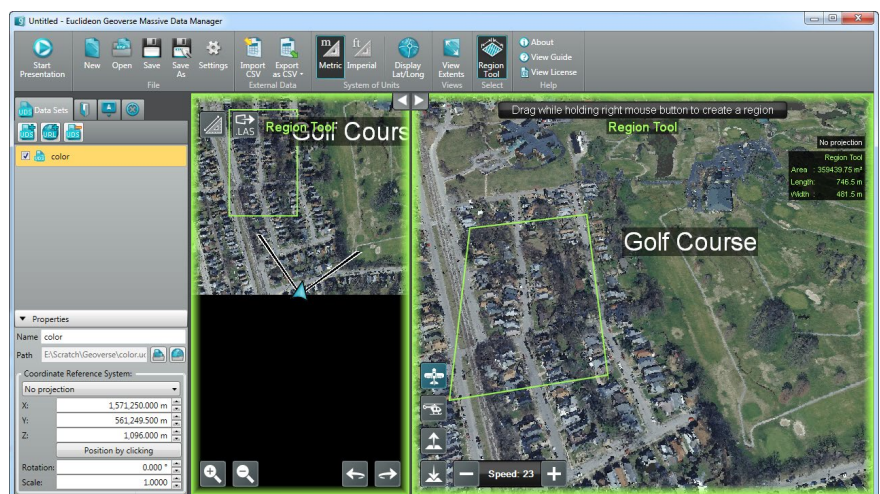 Untitled - Euclideon Geoverse Massive Data Manager
Start Presentation
New
Open
Save
Save As
Settings
File
Import CSV
Export as CSV
External Data
Metric
Imperial
System of Units
Display Lat/Long
View Extents
Views
Region Tool
Select
About
View Guide
View License
Help
UDS Data Sets
UDS
URL
UDS
color
LAS
Region Tool
Golf Cours
Drag while holding right mouse button to create a region
Region Tool
No projection
Region Tool
Area : 359439.75 m²
Length: 746.5 m
Width : 481.5 m
Golf Course
Properties
Name color
Path E:\Scratch\Geoverse\color.uc
Coordinate Reference System:
No projection
X: 1,571,250.000 m
Y: 561,249.500 m
Z: 1,096.000 m
Position by clicking
Rotation: 0.000 °
Scale: 1.0000
Speed: 23